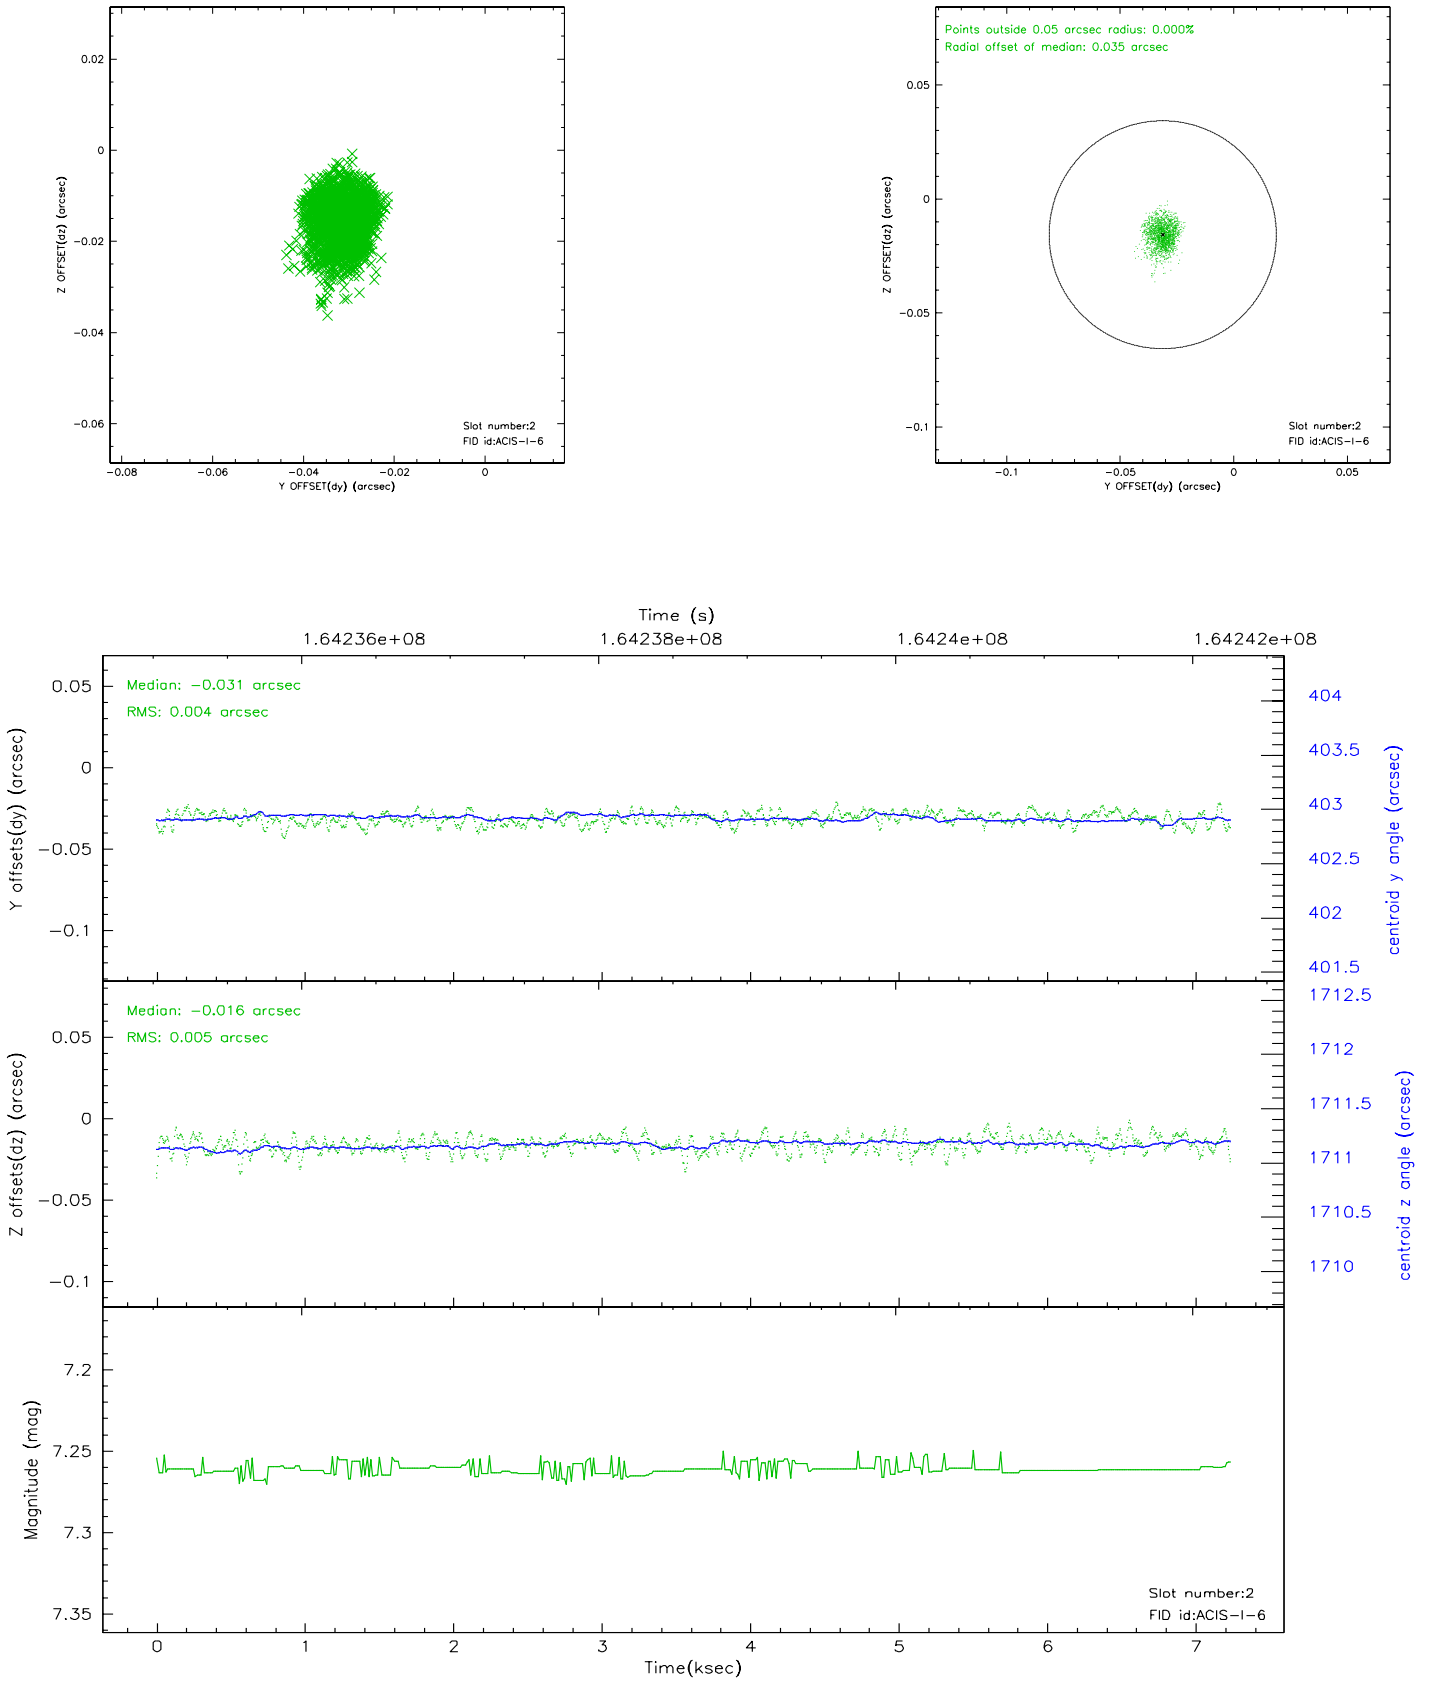 0.02
0
-0.02
-0.04
-0.06
Z OFFSET(dz) (arcsec)
Slot number:2
FID id:ACIS-I-6
-0.08 -0.06 -0.04 -0.02 0
Y OFFSET(dy) (arcsec)
Points outside 0.05 arcsec radius: 0.000%
Radial offset of median: 0.035 arcsec
0.05
0
-0.05
-0.1
Z OFFSET(dz) (arcsec)
Slot number:2
FID id:ACIS-I-6
-0.1 -0.05 0 0.05
Y OFFSET(dy) (arcsec)
Time (s)
1.64236e+08 1.64238e+08 1.6424e+08 1.64242e+08
Median: -0.031 arcsec
RMS: 0.004 arcsec
0.05
0
-0.05
-0.1
Y offsets(dy) (arcsec)
404
403.5
403
402.5
402
401.5
centroid y angle (arcsec)
Median: -0.016 arcsec
RMS: 0.005 arcsec
0.05
0
-0.05
-0.1
Z offsets(dz) (arcsec)
1712.5
1712
1711.5
1711
1710.5
1710
centroid z angle (arcsec)
7.2
7.25
7.3
7.35
Magnitude (mag)
Slot number:2
FID id:ACIS-I-6
0 1 2 3 4 5 6 7
Time(ksec)